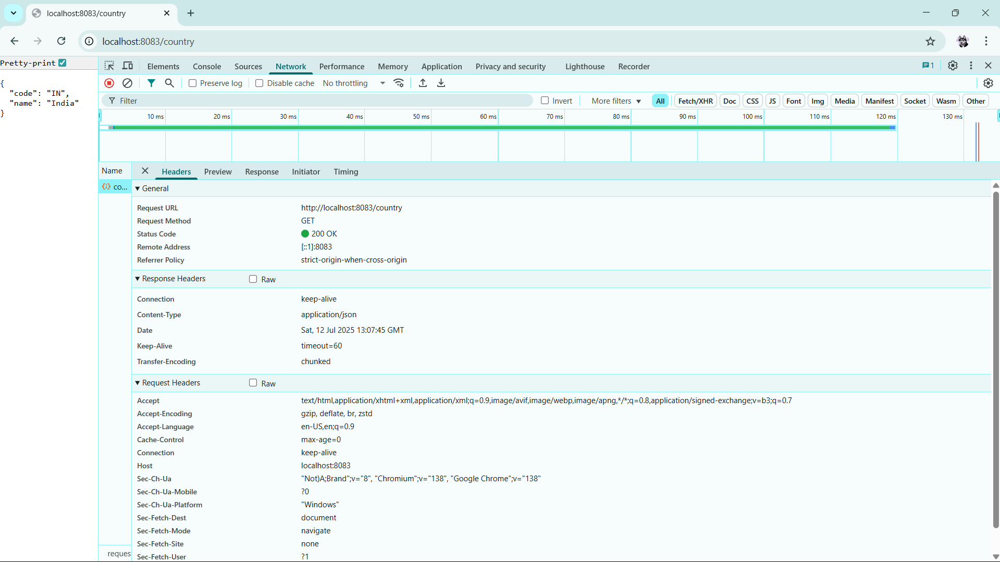 localhost:8083/country
localhost:8083/country
Pretty-print
{
"code": "IN",
"name": "India"
}
Elements Console Sources Network Performance Memory Application Privacy and security Lighthouse Recorder 1
Preserve log Disable cache No throttling
Filter Invert More filters All Fetch/XHR Doc CSS JS Font Img Media Manifest Socket Wasm Other
10 ms 20 ms 30 ms 40 ms 50 ms 60 ms 70 ms 80 ms 90 ms 100 ms 110 ms 120 ms 130 ms
Name Headers Preview Response Initiator Timing
co...
General
Request URL http://localhost:8083/country
Request Method GET
Status Code 200 OK
Remote Address [::1]:8083
Referrer Policy strict-origin-when-cross-origin
Response Headers Raw
Connection keep-alive
Content-Type application/json
Date Sat, 12 Jul 2025 13:07:45 GMT
Keep-Alive timeout=60
Transfer-Encoding chunked
Request Headers Raw
Accept text/html,application/xhtml+xml,application/xml;q=0.9,image/avif,image/webp,image/apng,*/*;q=0.8,application/signed-exchange;v=b3;q=0.7
Accept-Encoding gzip, deflate, br, zstd
Accept-Language en-US,en;q=0.9
Cache-Control max-age=0
Connection keep-alive
Host localhost:8083
Sec-Ch-Ua "Not)A;Brand";v="8", "Chromium";v="138", "Google Chrome";v="138"
Sec-Ch-Ua-Mobile ?0
Sec-Ch-Ua-Platform "Windows"
Sec-Fetch-Dest document
Sec-Fetch-Mode navigate
Sec-Fetch-Site none
Sec-Fetch-User ?1
reques